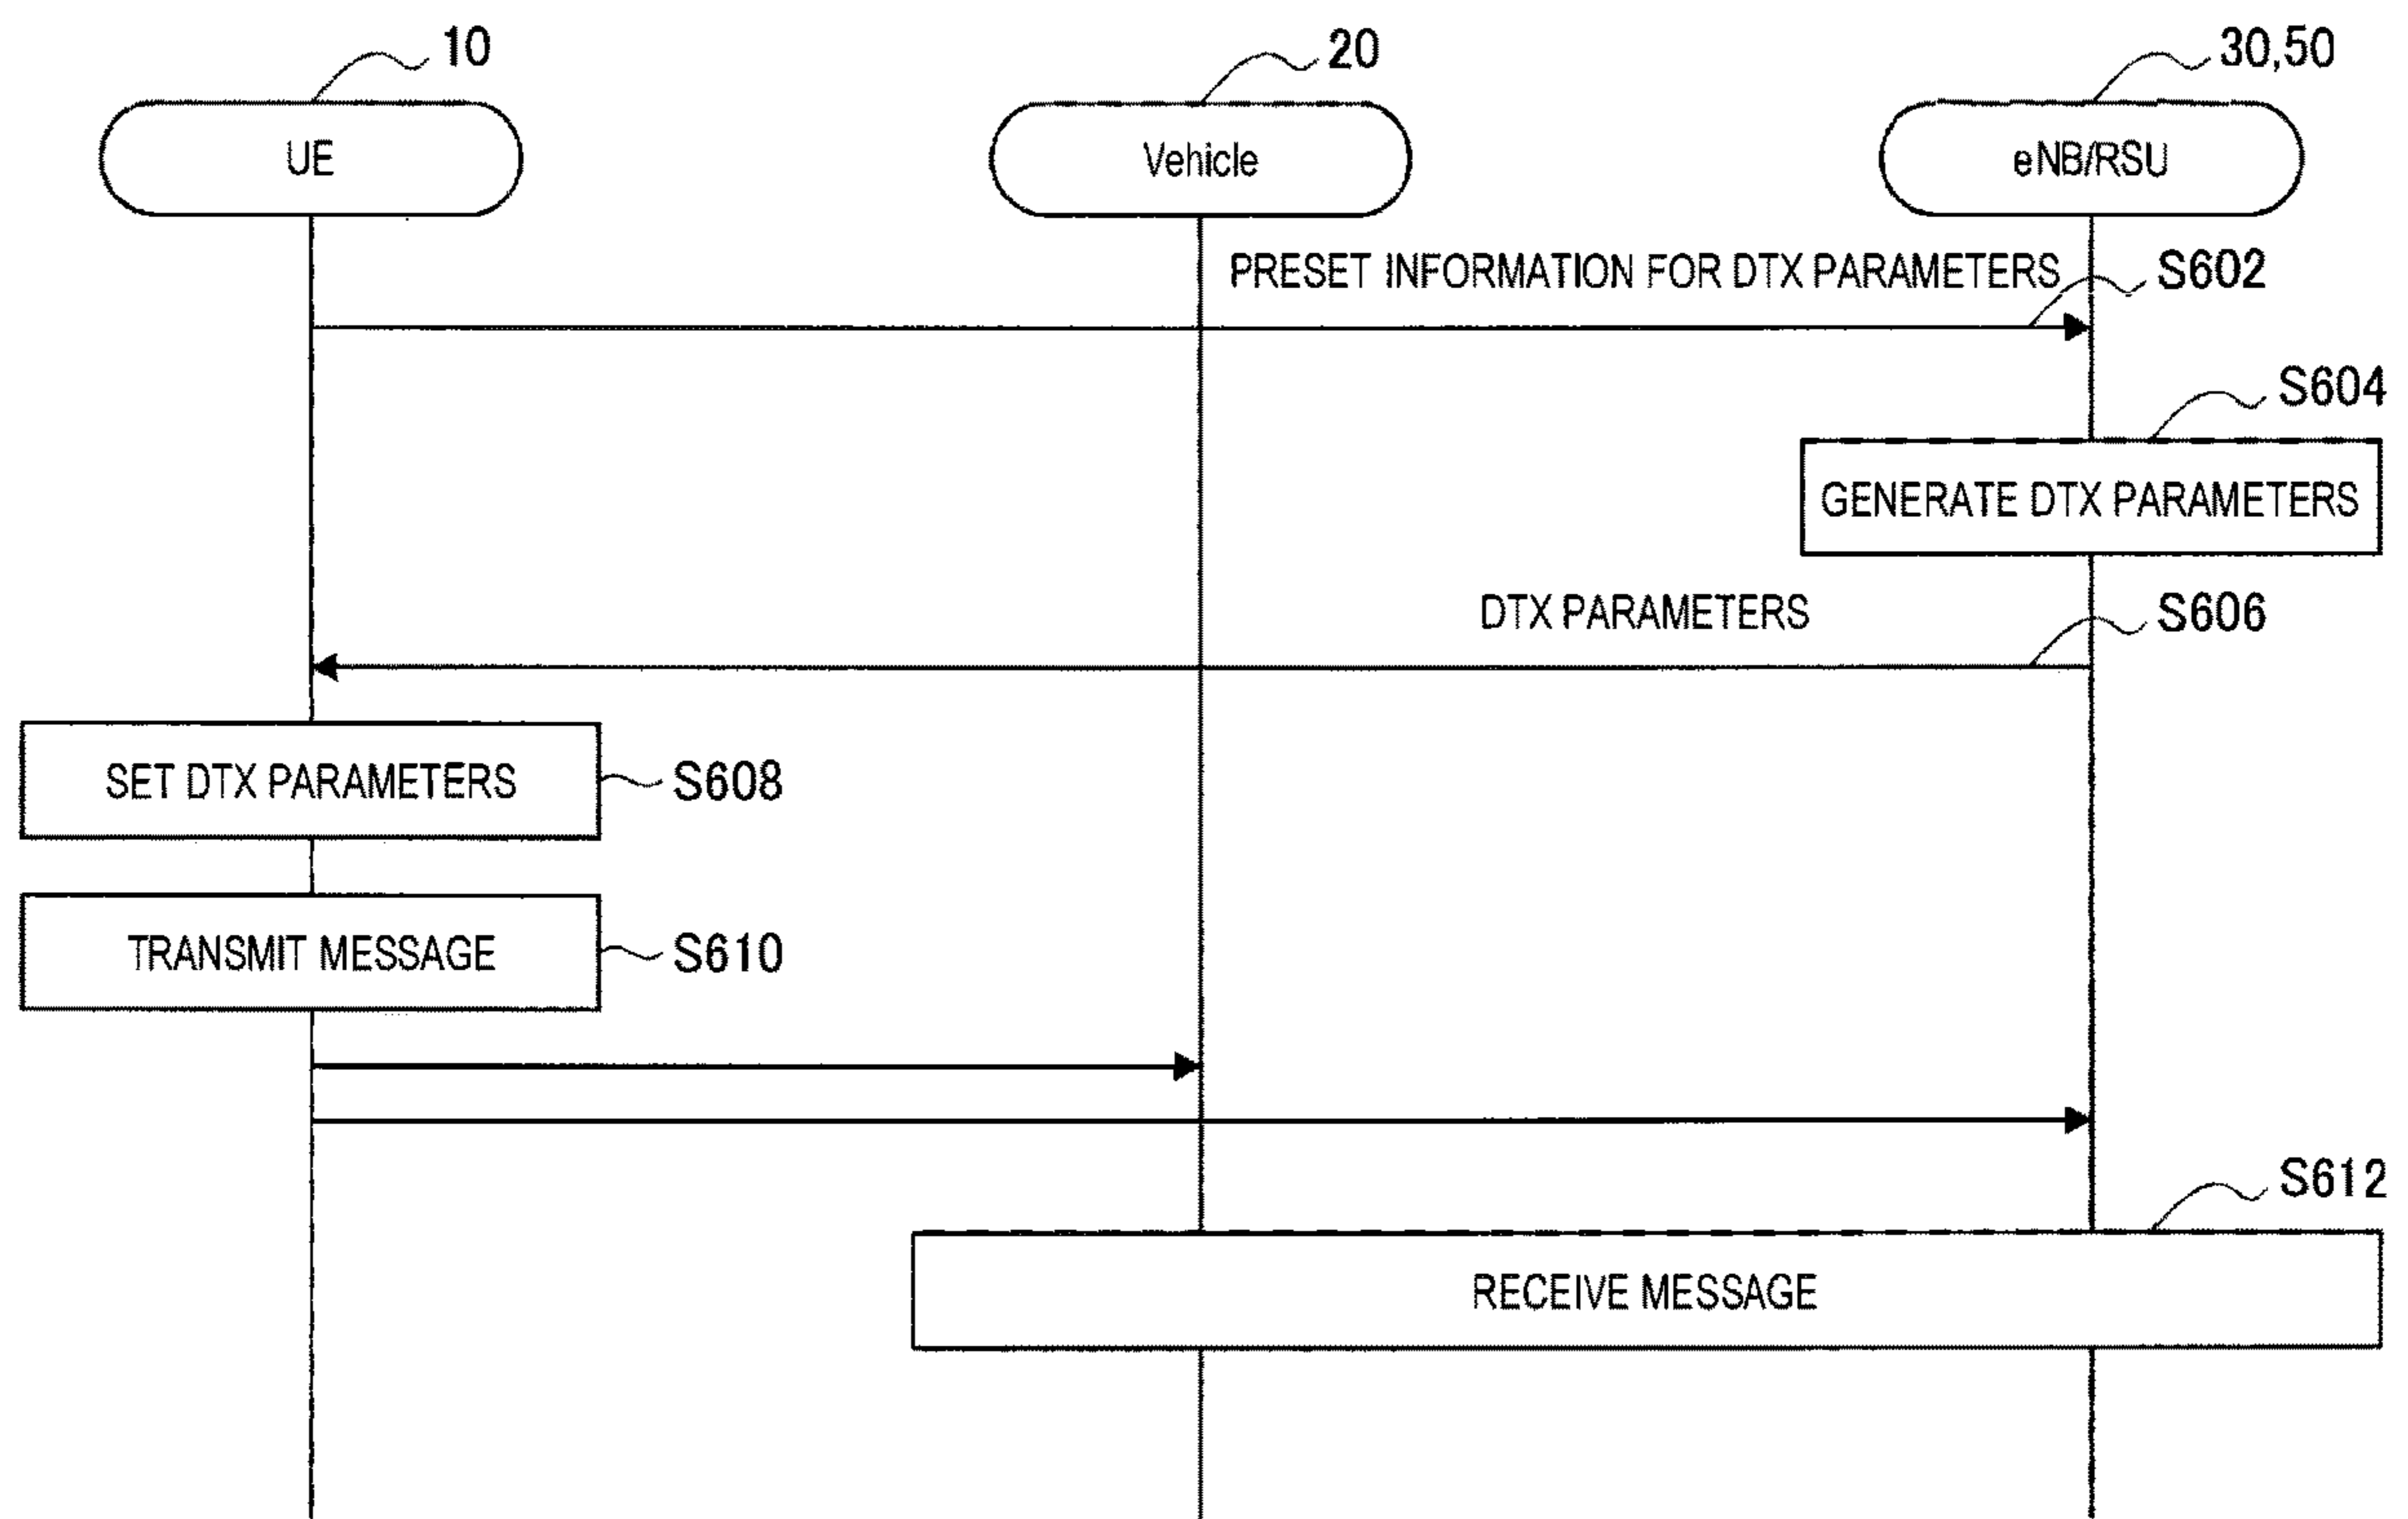 10
20
30,50
UE
Vehicle
eNB/RSU
PRESET INFORMATION FOR DTX PARAMETERS
S602
S604
GENERATE DTX PARAMETERS
DTX PARAMETERS
S606
SET DTX PARAMETERS
S608
TRANSMIT MESSAGE
S610
S612
RECEIVE MESSAGE